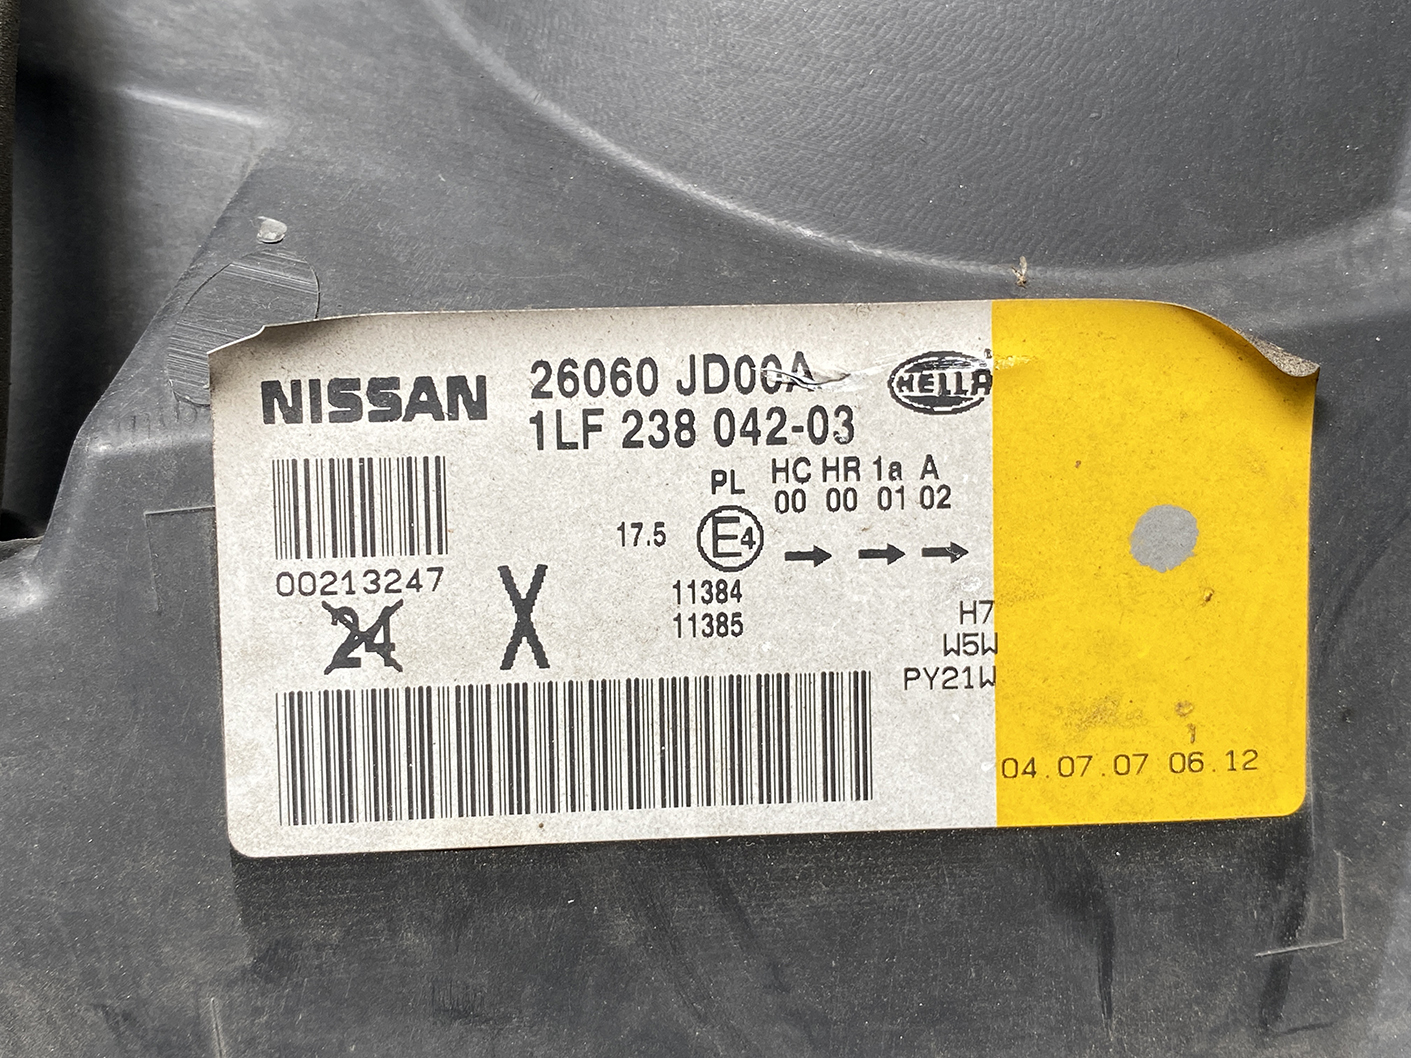 NISSAN
26060 JD00A
1LF 238 042-03
HELLA
PL
HC HR 1a A
00 00 01 02
17.5
E4
11384
11385
00213247
24
X
H7
W5W
PY21W
04.07.07 06.12